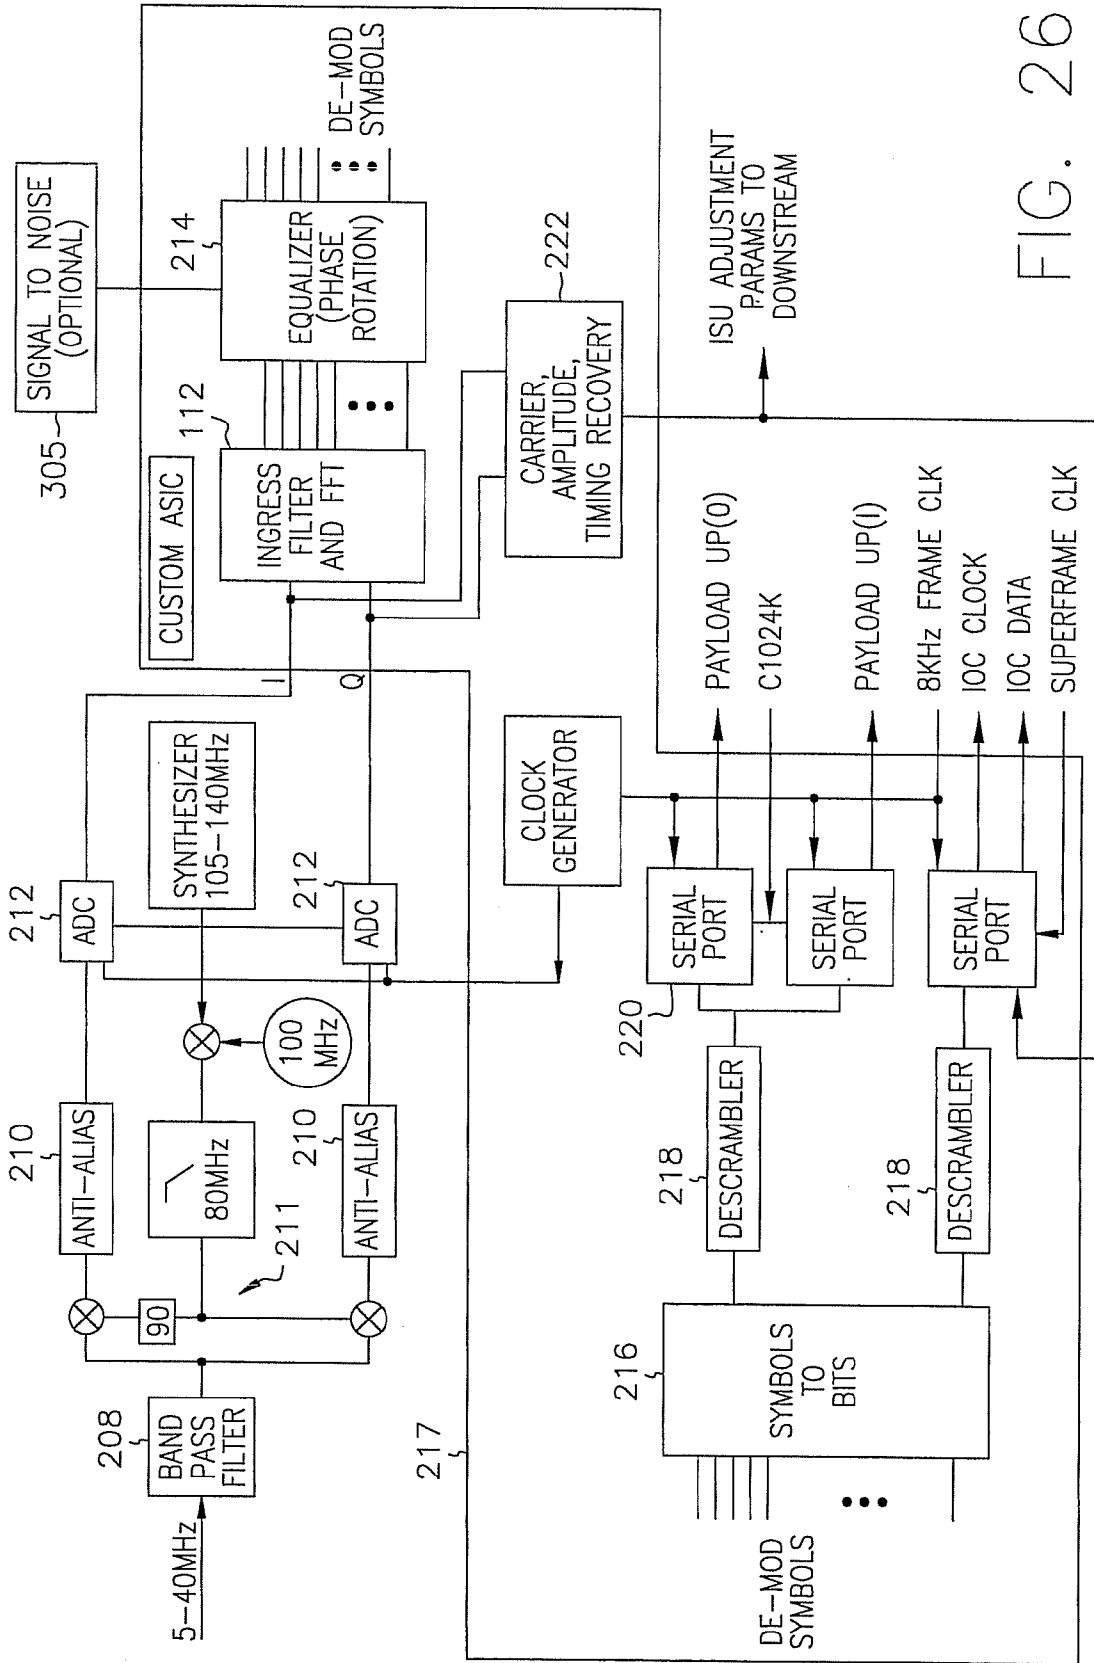 5-40MHz
208
BAND
PASS
FILTER
90
211
210
ANTI-ALIAS
80MHz
210
ANTI-ALIAS
100
MHz
212
ADC
SYNTHESIZER
105-140MHz
212
ADC
I
Q
CUSTOM ASIC
112
INGRESS
FILTER
AND FFT
214
EQUALIZER
(PHASE
ROTATION)
DE-MOD
SYMBOLS
305
SIGNAL TO NOISE
(OPTIONAL)
222
CARRIER,
AMPLITUDE,
TIMING RECOVERY
ISU ADJUSTMENT
PARAMS TO
DOWNSTREAM
217
CLOCK
GENERATOR
DE-MOD
SYMBOLS
216
SYMBOLS
TO
BITS
218
DESCRAMBLER
218
DESCRAMBLER
220
SERIAL
PORT
SERIAL
PORT
SERIAL
PORT
PAYLOAD UP(0)
C1024K
PAYLOAD UP(1)
8KHz FRAME CLK
IOC CLOCK
IOC DATA
SUPERFRAME CLK
FIG. 26